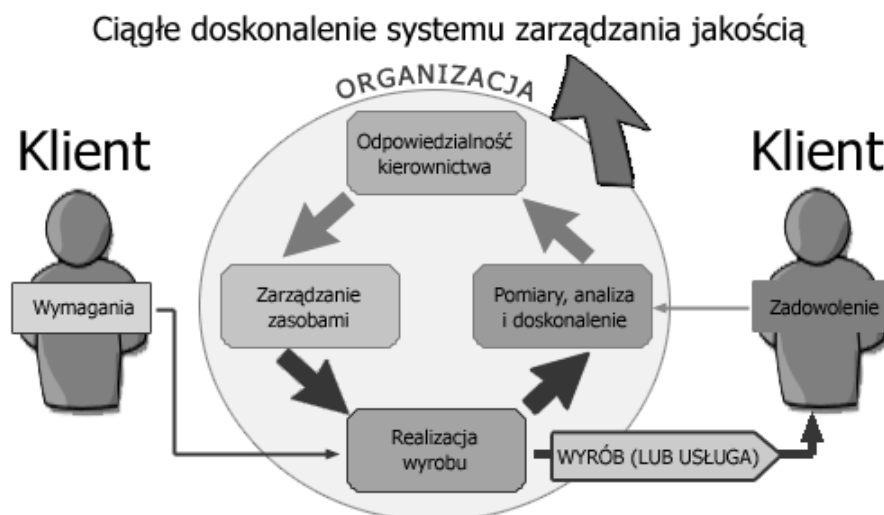 Ciągłe doskonalenie systemu zarządzania jakością
ORGANIZACJA
Klient
Klient
Odpowiedzialność
kierownictwa
Zarządzanie
zasobami
Pomiary, analiza
i doskonalenie
Wymagania
Zadowolenie
Realizacja
wyrobu
WYRÓB (LUB USŁUGA)